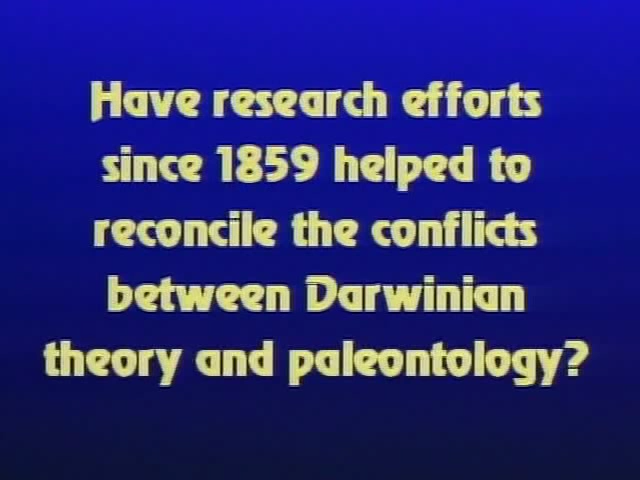 Have research efforts
since 1859 helped to
reconcile the conflicts
between Darwinian
theory and paleontology?